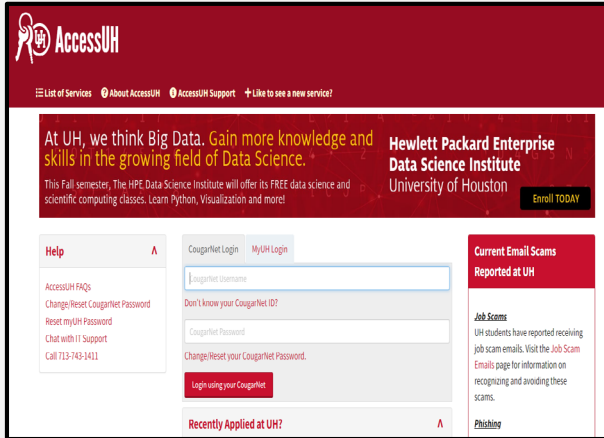 AccessUH
List of Services About AccessUH AccessUH Support Like to see a new service?
At UH, we think Big Data. Gain more knowledge and
skills in the growing field of Data Science.
This Fall semester, The HPE Data Science Institute will offer its FREE data science and
scientific computing classes. Learn Python, Visualization and more!
Hewlett Packard Enterprise
Data Science Institute
University of Houston
Enroll TODAY
Help
AccessUH FAQs
Change/Reset CougarNet Password
Reset myUH Password
Chat with IT Support
Call 713-743-1411
CougarNet Login MyUH Login
CougarNet Username
Don't know your CougarNet ID?
CougarNet Password
Change/Reset your CougarNet Password.
Login using your CougarNet
Recently Applied at UH?
Current Email Scams
Reported at UH
Job Scams
UH students have reported receiving
job scam emails. Visit the Job Scam
Emails page for information on
recognizing and avoiding these
scams.
Phishing